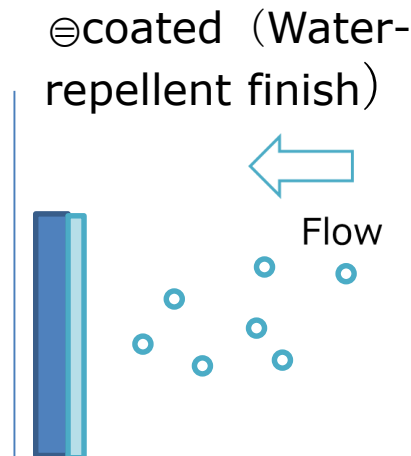 ⊖coated（Water-
repellent finish）
Flow